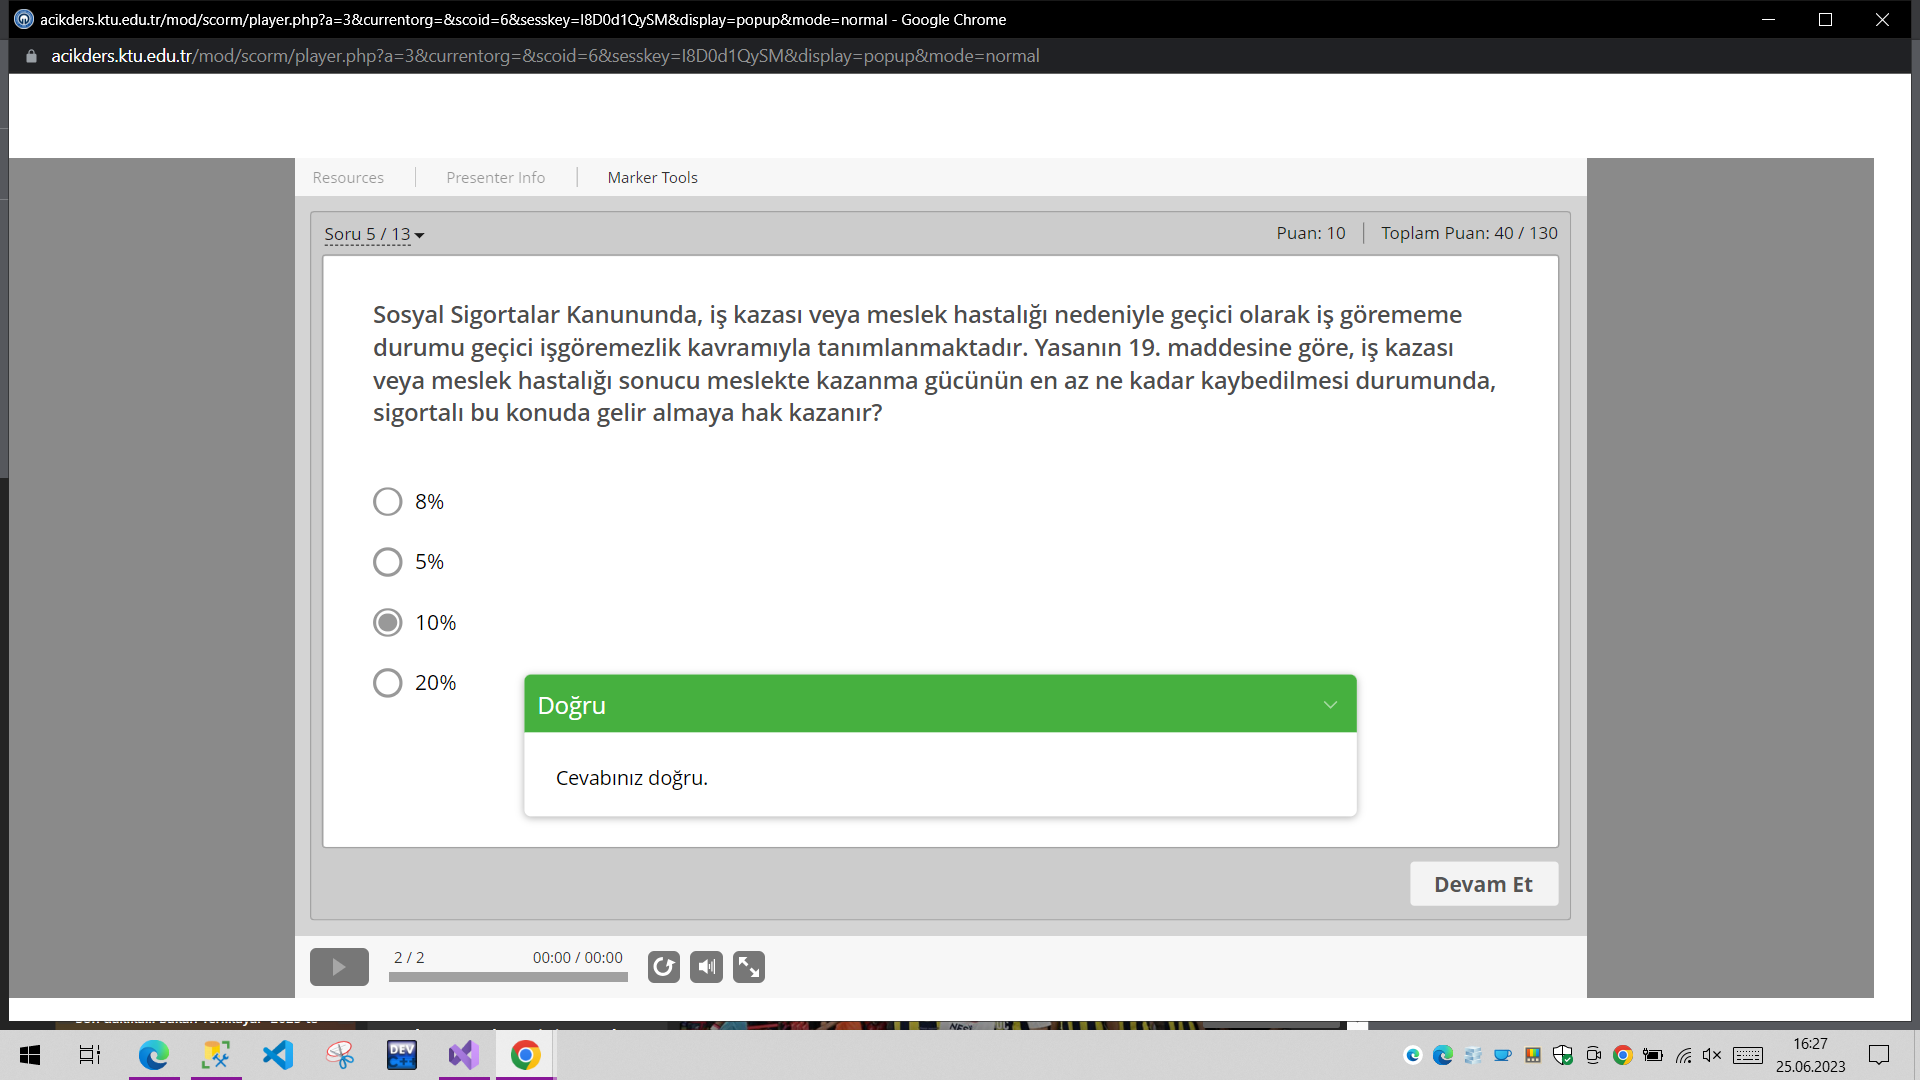 acikders.ktu.edu.tr/mod/scorm/player.php?a=3&currentorg=&scoid=6&sesskey=I8D0d1QySM&display=popup&mode=normal - Google Chrome
acikders.ktu.edu.tr/mod/scorm/player.php?a=3&currentorg=&scoid=6&sesskey=I8D0d1QySM&display=popup&mode=normal
Resources Presenter Info Marker Tools
Soru 5 / 13 Puan: 10 Toplam Puan: 40 / 130
Sosyal Sigortalar Kanununda, iş kazası veya meslek hastalığı nedeniyle geçici olarak iş görememe
durumu geçici işgöremezlik kavramıyla tanımlanmaktadır. Yasanın 19. maddesine göre, iş kazası
veya meslek hastalığı sonucu meslekte kazanma gücünün en az ne kadar kaybedilmesi durumunda,
sigortalı bu konuda gelir almaya hak kazanır?
8%
5%
10%
20%
Doğru
Cevabınız doğru.
Devam Et
2 / 2 00:00 / 00:00
DEV
C++
16:27
25.06.2023